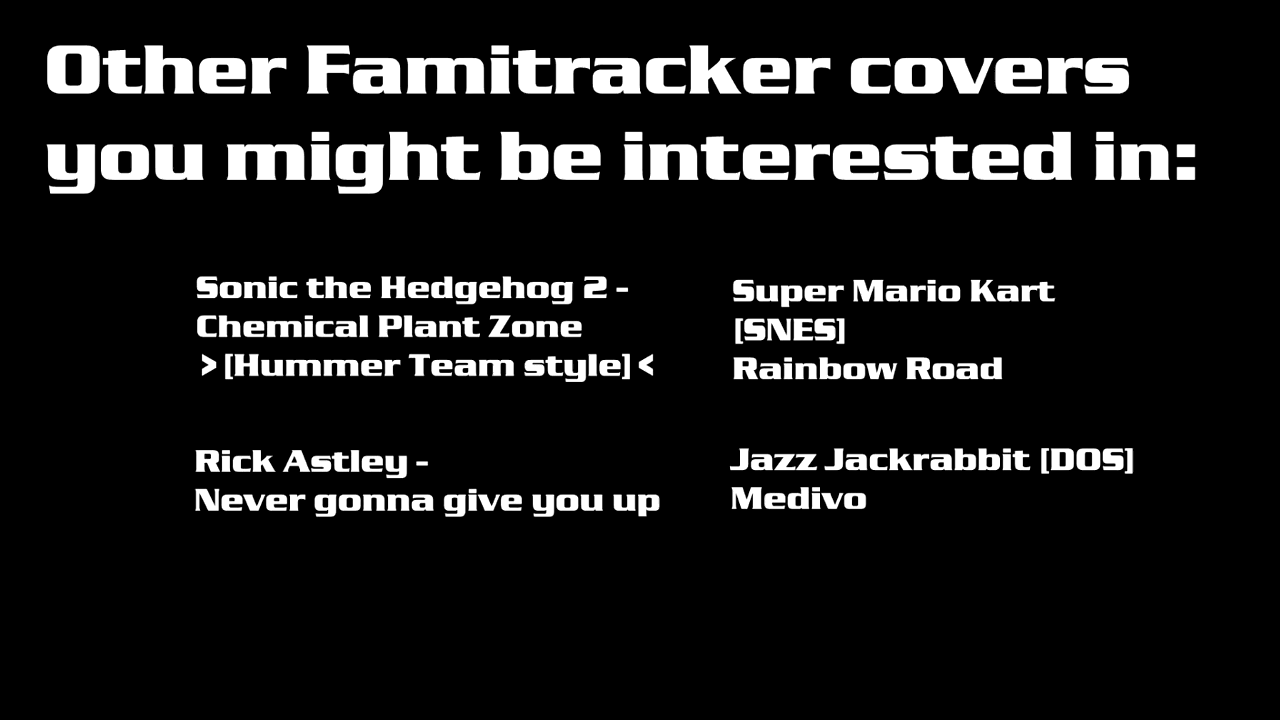 Other Famitracker covers
you might be interested in:
Sonic the Hedgehog 2 -
Chemical Plant Zone
>[Hummer Team style]<
Super Mario Kart
[SNES]
Rainbow Road
Rick Astley -
Never gonna give you up
Jazz Jackrabbit [DOS]
Medivo